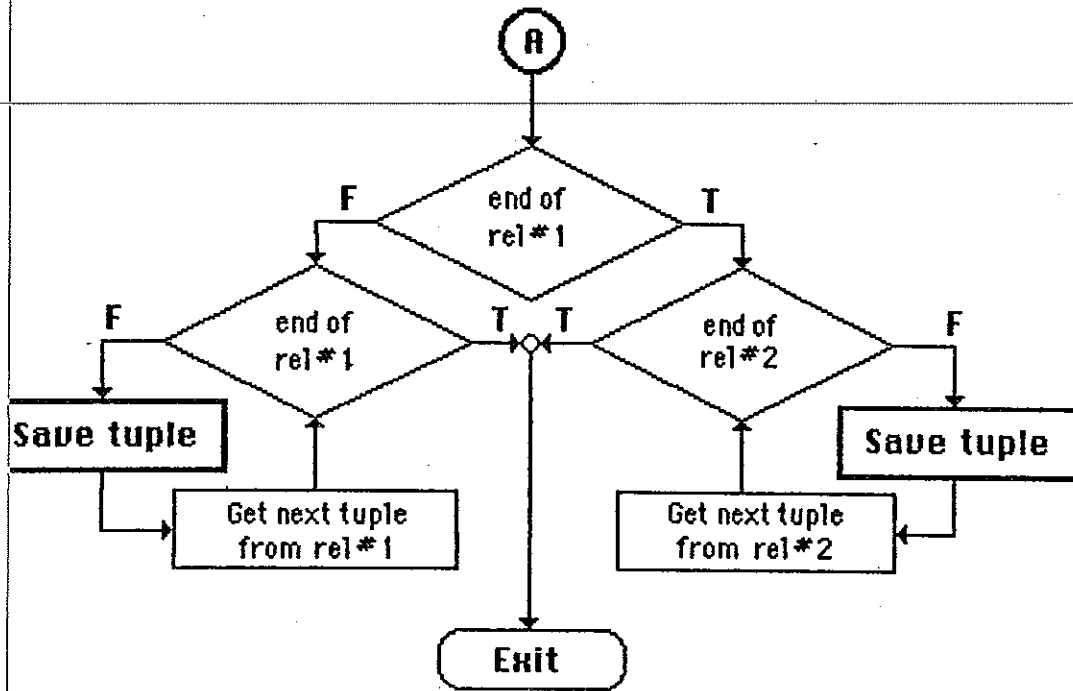 A
F
end of
rel#1
T
F
end of
rel#1
T
T
end of
rel#2
F
Save tuple
Save tuple
Get next tuple
from rel#1
Get next tuple
from rel#2
Exit